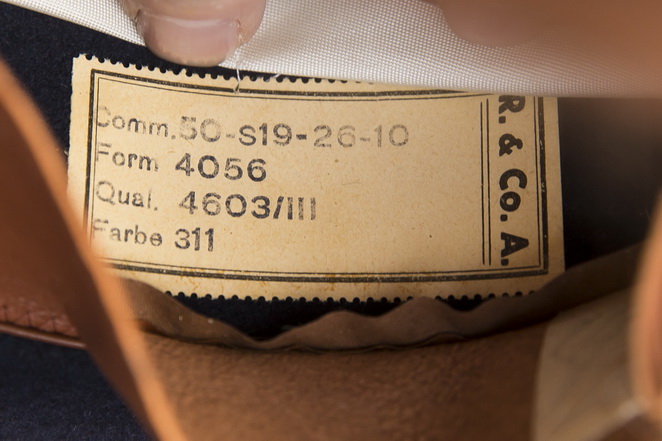 Comm. 50-S19-26-10
Form 4056
Qual. 4603/III
Farbe 311
R. & Co. A.